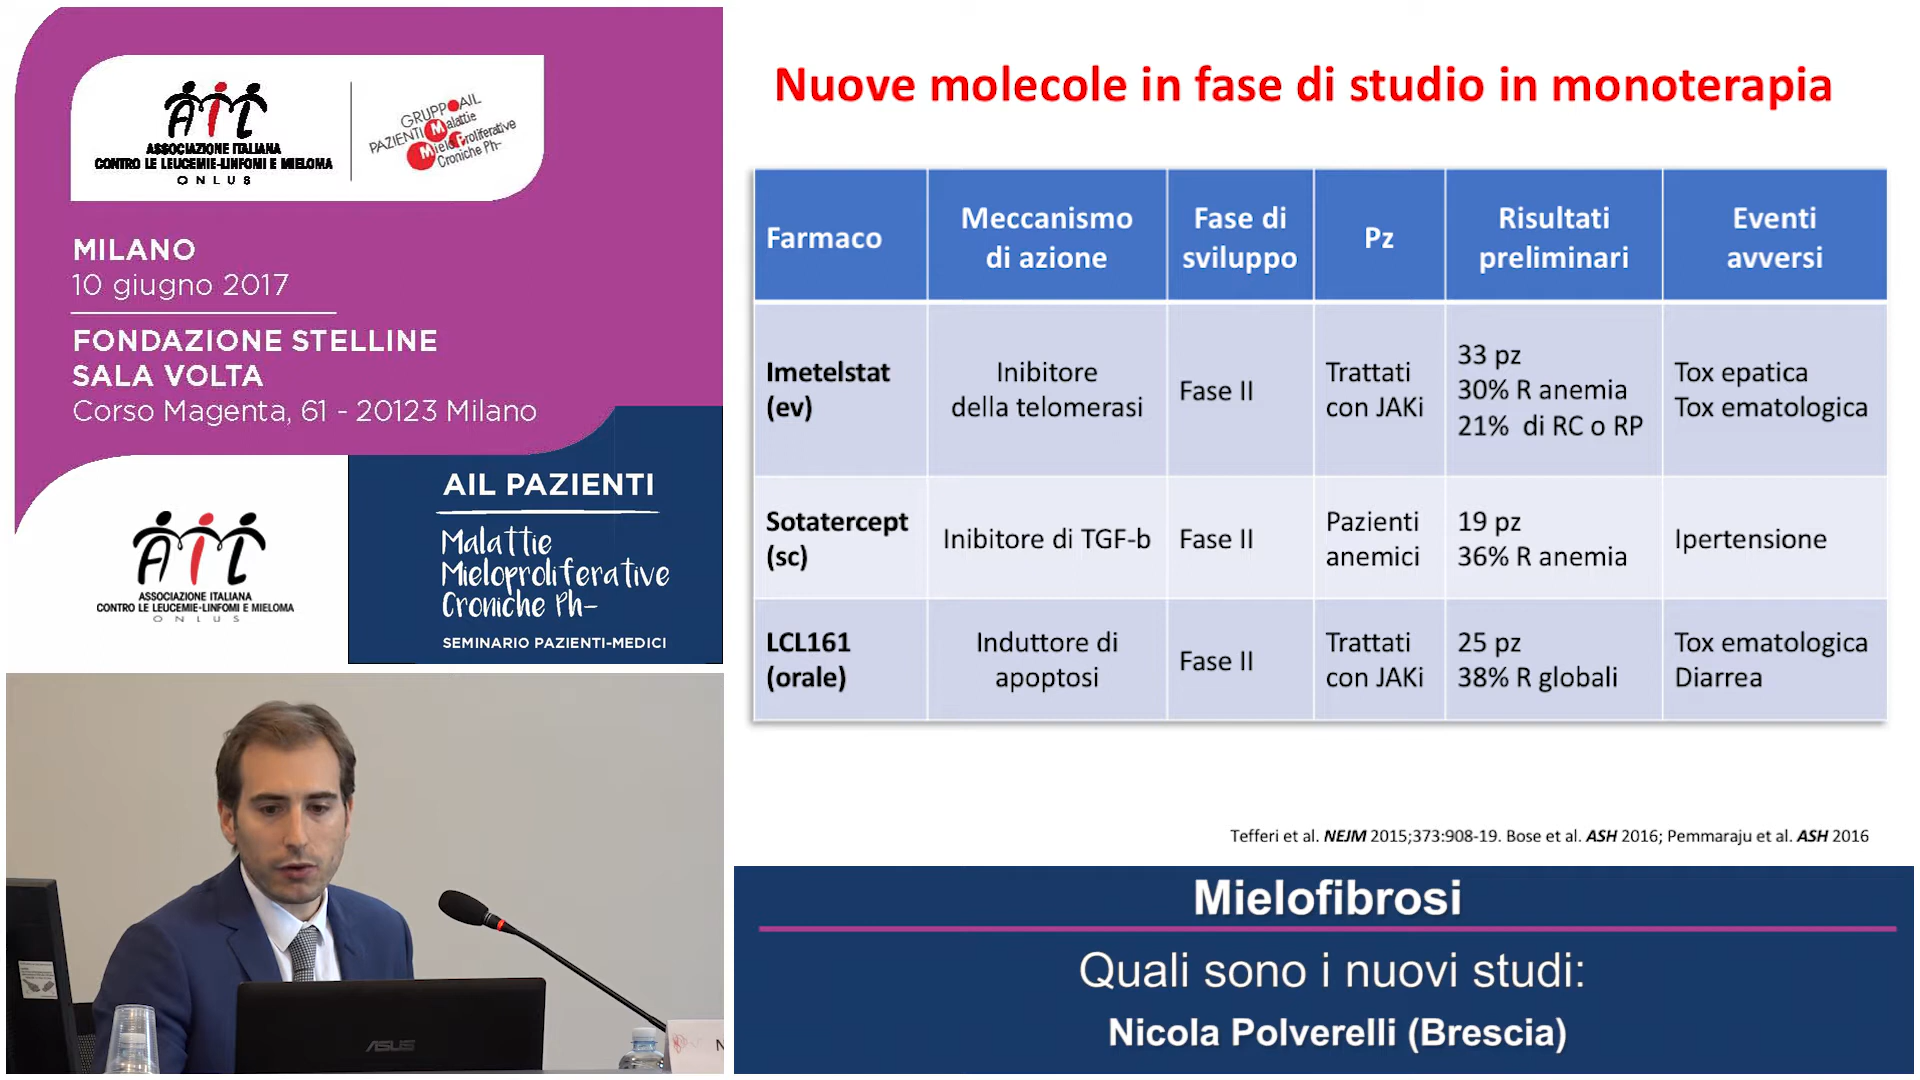 AIL
ASSOCIAZIONE ITALIANA
CONTRO LE LEUCEMIE-LINFOMI E MIELOMA
ONLUS
GRUPPO AIL
PAZIENTI Malattie
MieloProliferative
Croniche Ph-
MILANO
10 giugno 2017
FONDAZIONE STELLINE
SALA VOLTA
Corso Magenta, 61 - 20123 Milano
AIL
ASSOCIAZIONE ITALIANA
CONTRO LE LEUCEMIE-LINFOMI E MIELOMA
ONLUS
AIL PAZIENTI
Malattie
Mieloproliferative
Croniche Ph-
SEMINARIO PAZIENTI-MEDICI
ASUS
N
Nuove molecole in fase di studio in monoterapia
Farmaco
Meccanismo
di azione
Fase di
sviluppo
Pz
Risultati
preliminari
Eventi
avversi
Imetelstat
(ev)
Inibitore
della telomerasi
Fase II
Trattati
con JAKi
33 pz
30% R anemia
21% di RC o RP
Tox epatica
Tox ematologica
Sotatercept
(sc)
Inibitore di TGF-b
Fase II
Pazienti
anemici
19 pz
36% R anemia
Ipertensione
LCL161
(orale)
Induttore di
apoptosi
Fase II
Trattati
con JAKi
25 pz
38% R globali
Tox ematologica
Diarrea
Tefferi et al. NEJM 2015;373:908-19. Bose et al. ASH 2016; Pemmaraju et al. ASH 2016
Mielofibrosi
Quali sono i nuovi studi:
Nicola Polverelli (Brescia)